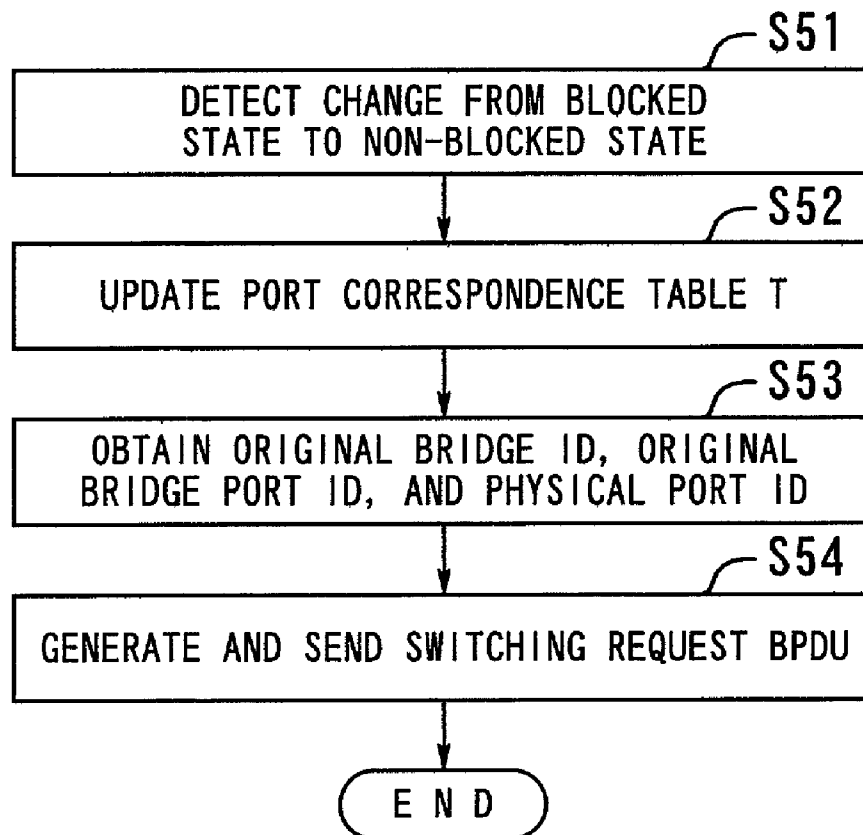 S51
DETECT CHANGE FROM BLOCKED
STATE TO NON-BLOCKED STATE
S52
UPDATE PORT CORRESPONDENCE TABLE T
S53
OBTAIN ORIGINAL BRIDGE ID, ORIGINAL
BRIDGE PORT ID, AND PHYSICAL PORT ID
S54
GENERATE AND SEND SWITCHING REQUEST BPDU
END